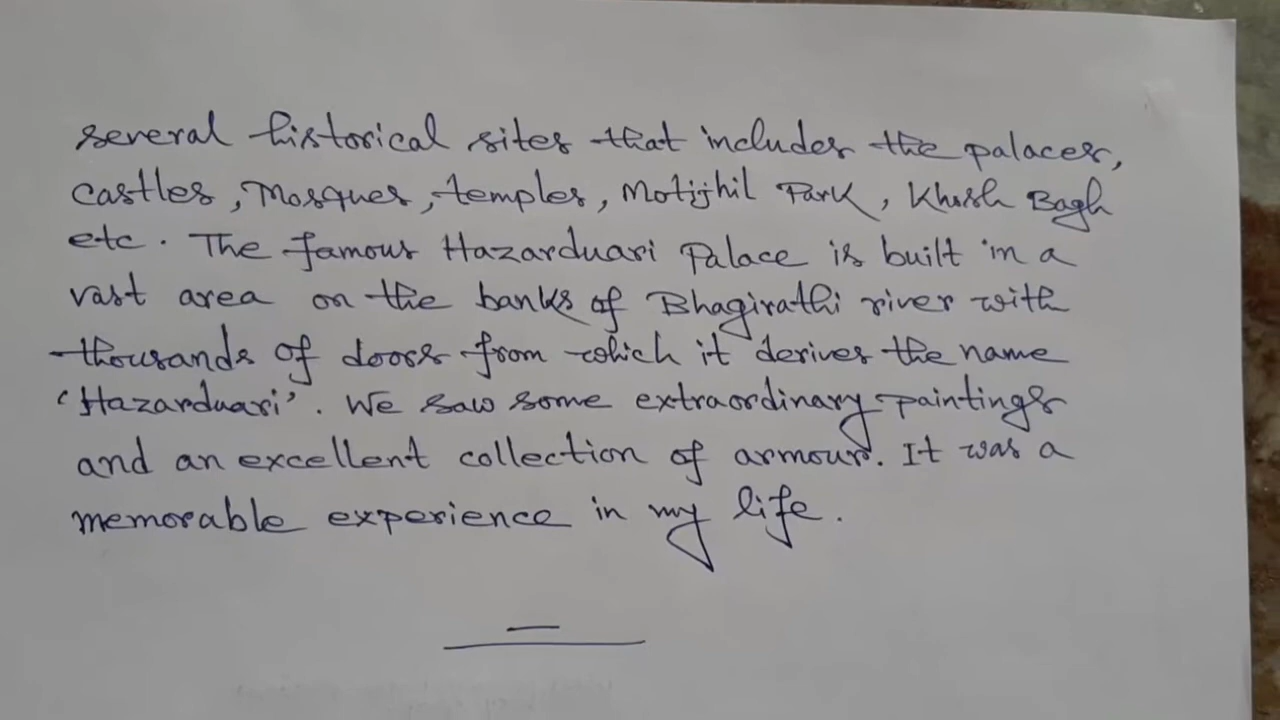 several historical sites that includes the palaces,
castles, Mosques, temples, Motijhil Park, Khosh Bagh
etc. The famous Hazarduari Palace is built in a
vast area on the banks of Bhagirathi river with
thousands of doors from which it derives the name
'Hazarduari'. We saw some extraordinary paintings
and an excellent collection of armour. It was a
memorable experience in my life.